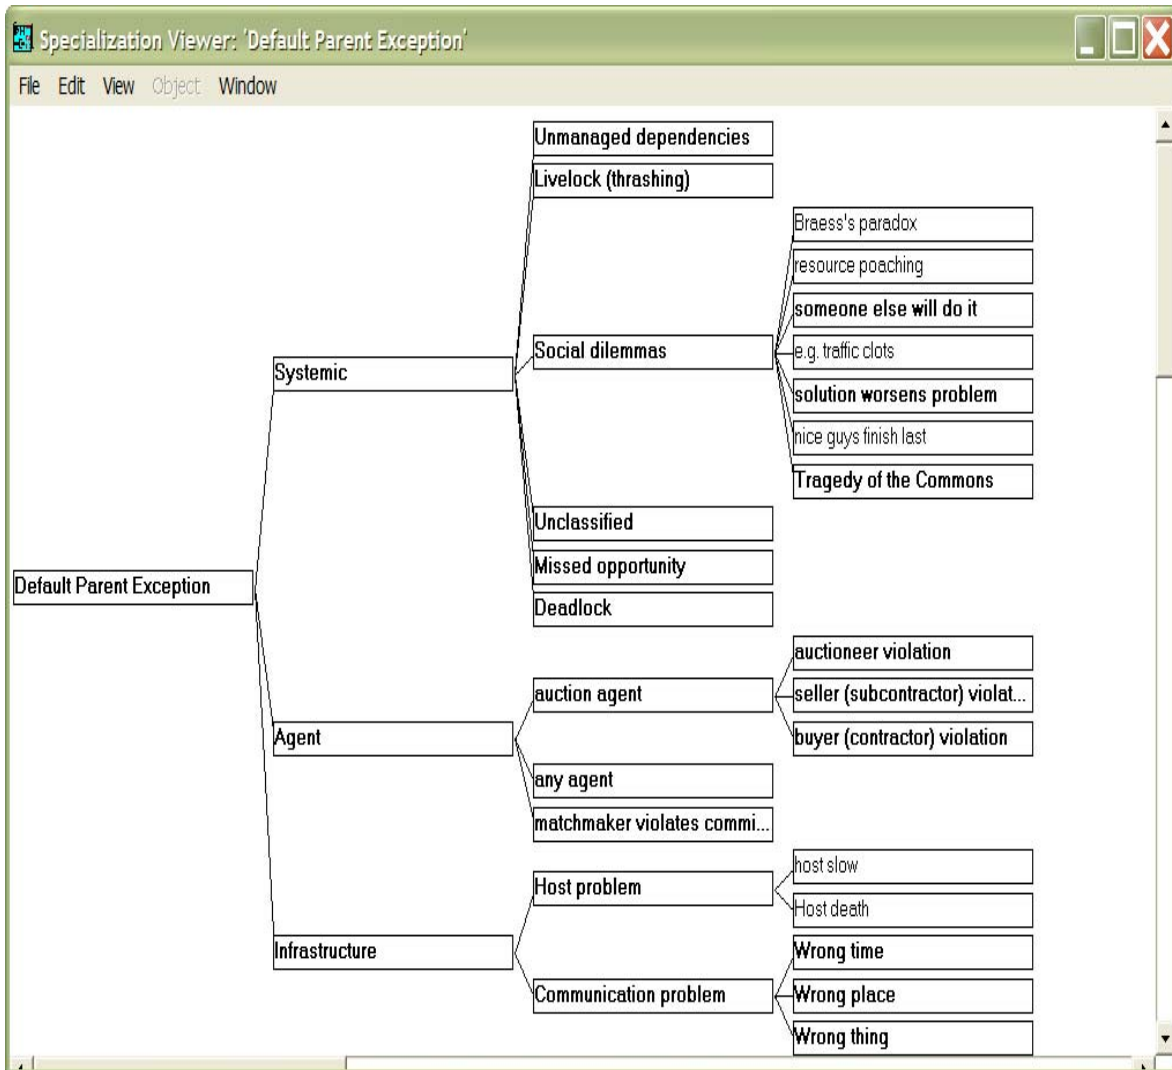 Specialization Viewer: 'Default Parent Exception'
File Edit View Object Window
Unmanaged dependencies
Livelock (thrashing)
Braess's paradox
resource poaching
someone else will do it
Social dilemmas
e.g. traffic clots
Systemic
solution worsens problem
nice guys finish last
Tragedy of the Commons
Unclassified
Missed opportunity
Default Parent Exception
Deadlock
auctioneer violation
auction agent
seller (subcontractor) violat...
Agent
buyer (contractor) violation
any agent
matchmaker violates commi...
host slow
Host problem
Host death
Infrastructure
Wrong time
Communication problem
Wrong place
Wrong thing